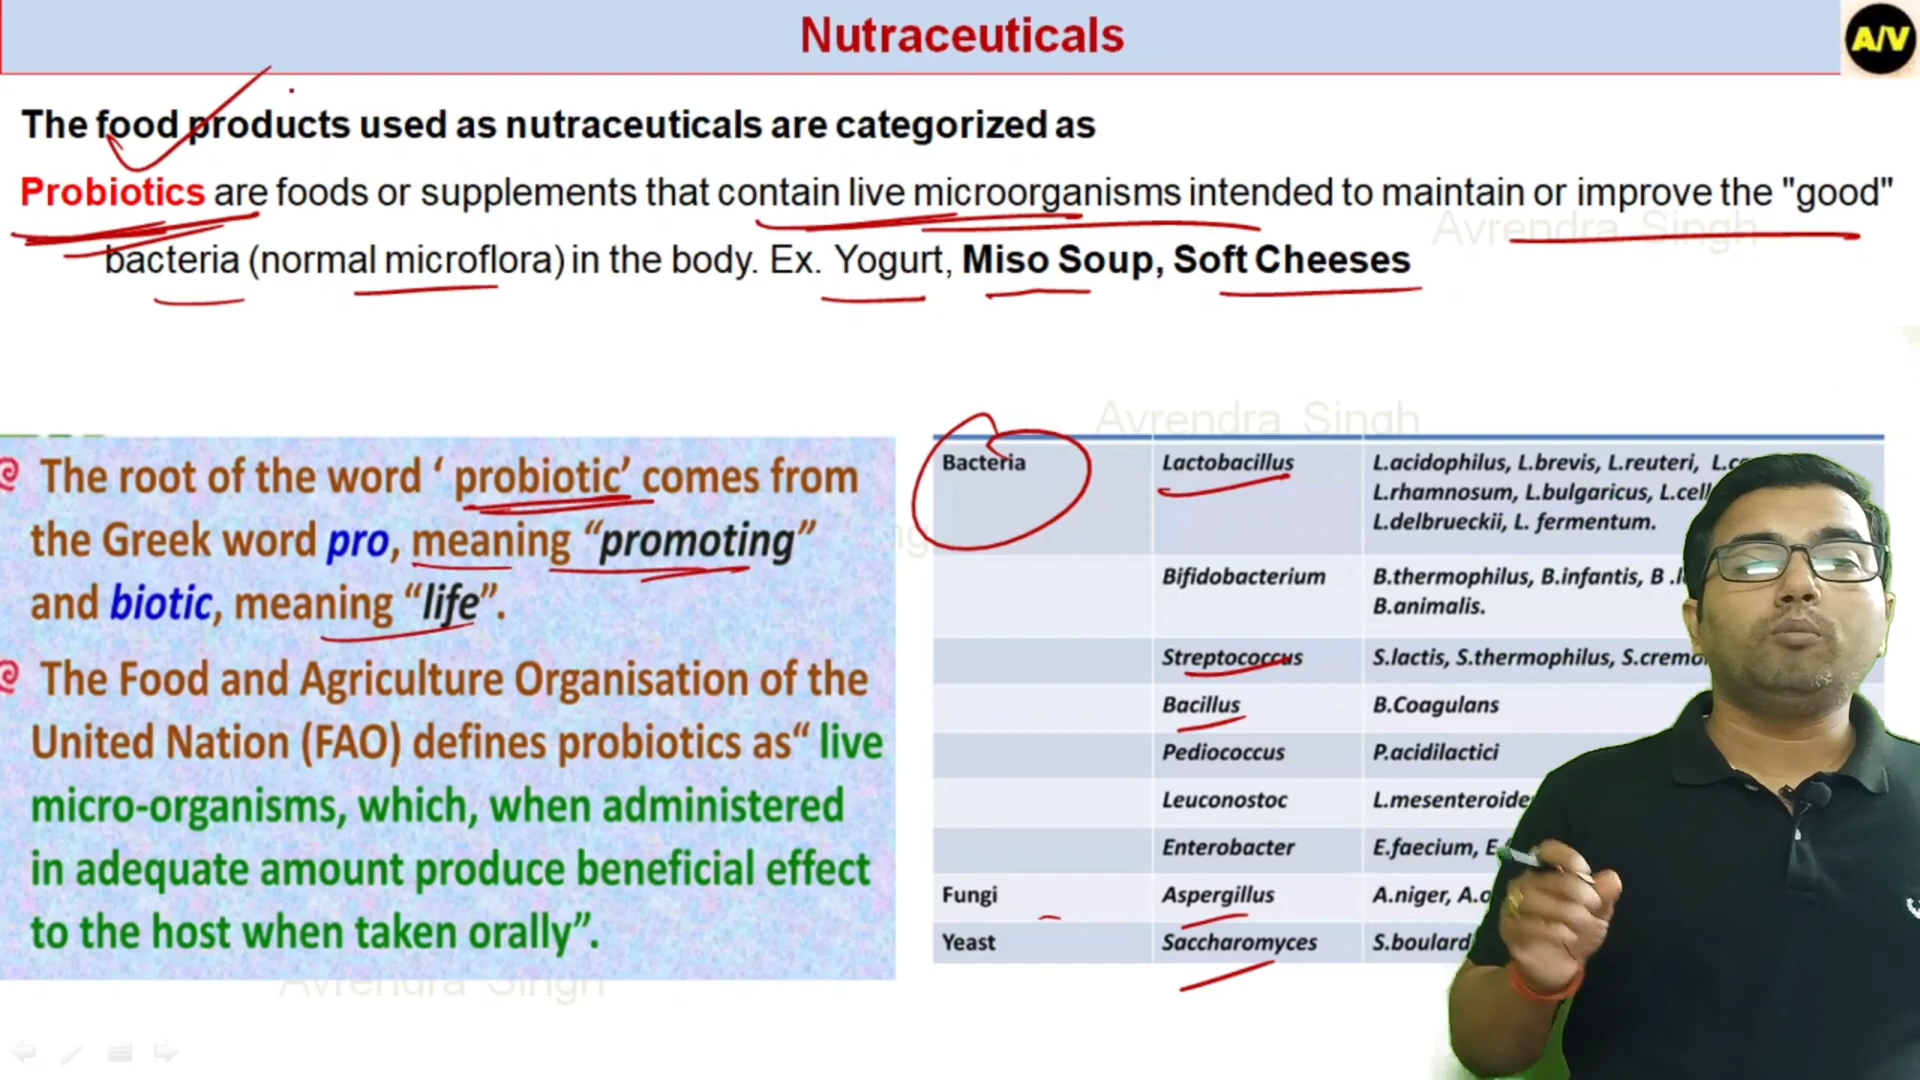 Nutraceuticals
A/V
The food products used as nutraceuticals are categorized as
Probiotics are foods or supplements that contain live microorganisms intended to maintain or improve the "good"
Avrendra Singh
bacteria (normal microflora) in the body. Ex. Yogurt, Miso Soup, Soft Cheeses
Avrendra Singh
The root of the word ‘ probiotic’ comes from
the Greek word pro, meaning “promoting”
and biotic, meaning “life”.
The Food and Agriculture Organisation of the
United Nation (FAO) defines probiotics as“ live
micro-organisms, which, when administered
in adequate amount produce beneficial effect
to the host when taken orally”.
Avrendra Singh
Bacteria Lactobacillus L.acidophilus, L.brevis, L.reuteri,
L.rhamnosum, L.bulgaricus,
L.delbrueckii, L. fermentum.
Bifidobacterium B.thermophilus, B.infantis,
B.animalis.
Streptococcus S.lactis, S.thermophilus,
Bacillus B.Coagulans
Pediococcus P.acidilactici
Leuconostoc
Enterobacter E.faecium,
Fungi Aspergillus A.niger,
Yeast Saccharomyces